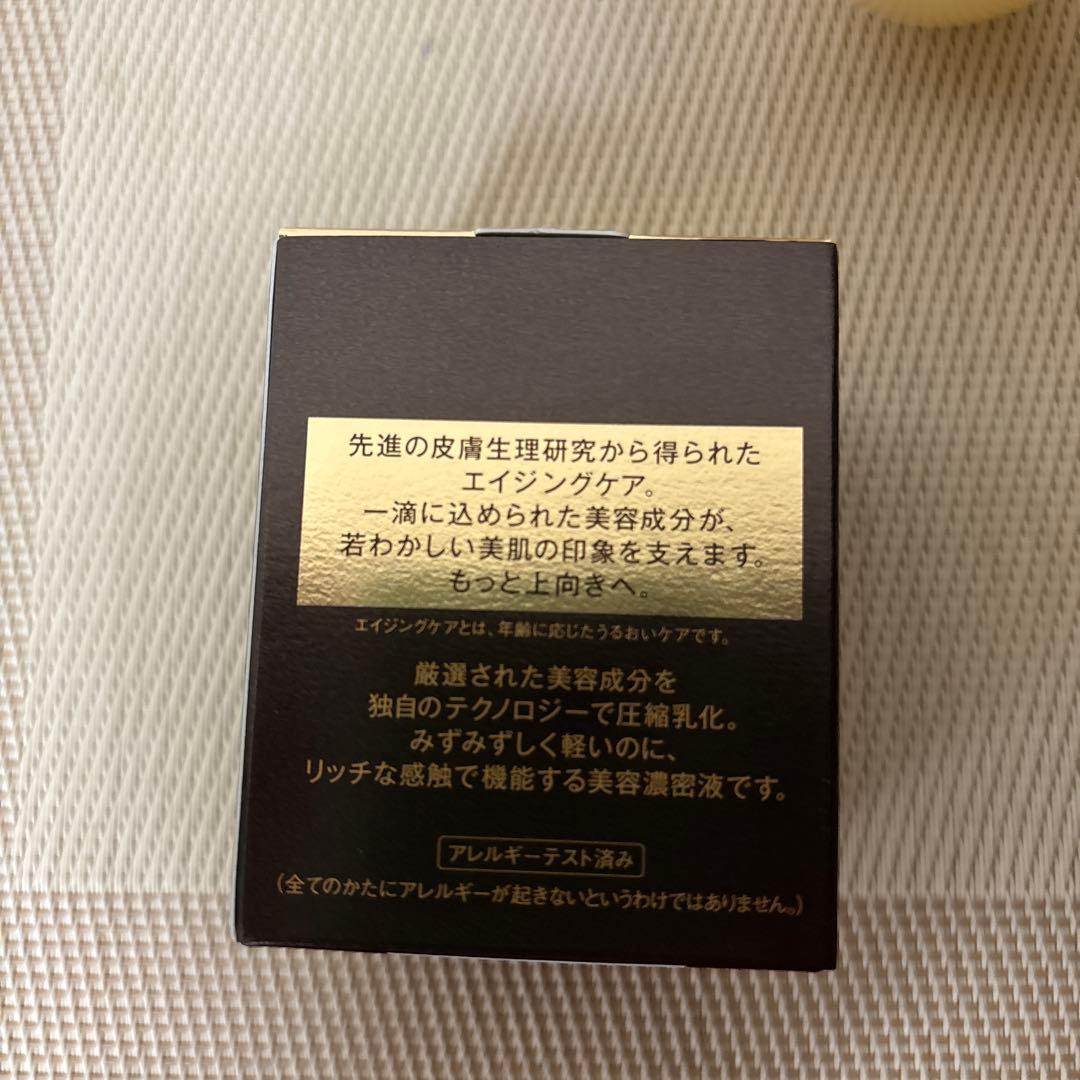 先進の皮膚生理研究から得られた
エイジングケア。
一滴に込められた美容成分が、
若わかしい美肌の印象を支えます。
もっと上向きへ。
エイジングケアとは、年齢に応じたうるおいケアです。
厳選された美容成分を
独自のテクノロジーで圧縮乳化。
みずみずしく軽いのに、
リッチな感触で機能する美容濃密液です。
アレルギーテスト済み
（全てのかたにアレルギーが起きないというわけではありません。）